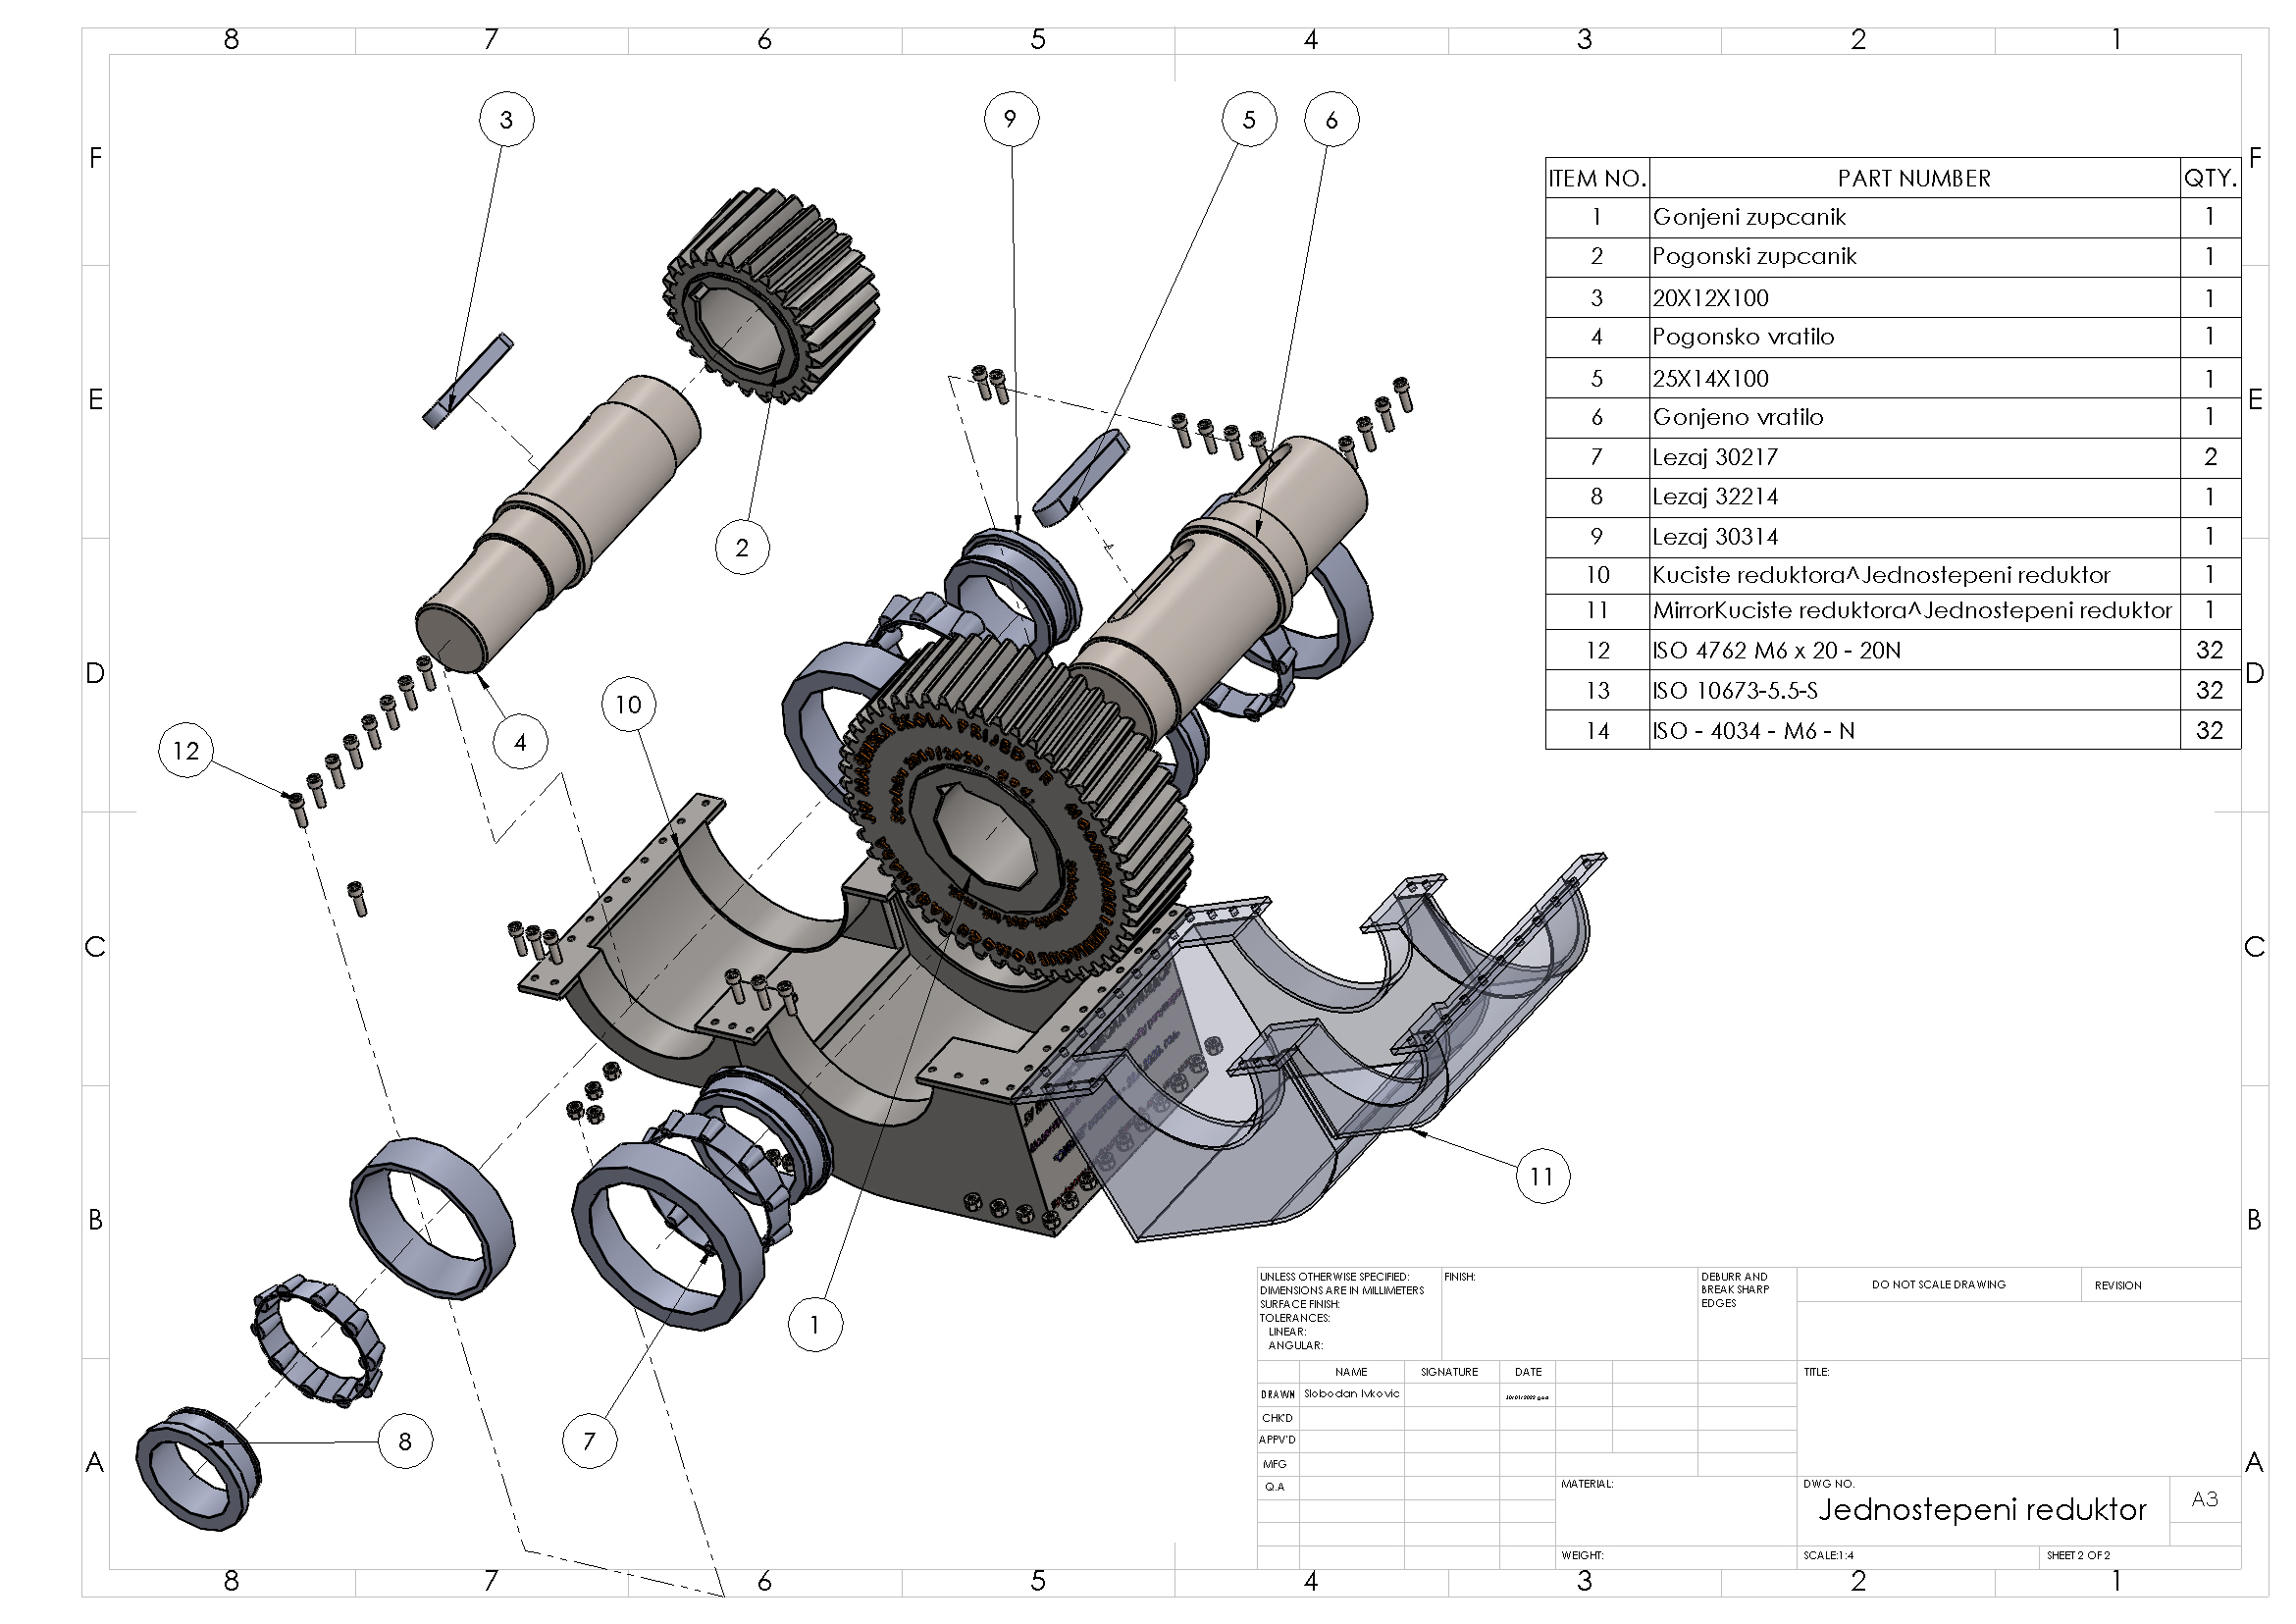 8 7 6 5 4 3 2 1
F F
E E
D D
C C
B B
A A
3
9
5
6
2
10
4
12
11
1
8
7
ITEM NO. PART NUMBER QTY.
1 Gonjeni zupcanik 1
2 Pogonski zupcanik 1
3 20X12X100 1
4 Pogonsko vratilo 1
5 25X14X100 1
6 Gonjeno vratilo 1
7 Lezaj 30217 2
8 Lezaj 32214 1
9 Lezaj 30314 1
10 Kuciste reduktora^Jednostepeni reduktor 1
11 MirrorKuciste reduktora^Jednostepeni reduktor 1
12 ISO 4762 M6 x 20 - 20N 32
13 ISO 10673-5.5-S 32
14 ISO - 4034 - M6 - N 32
UNLESS OTHERWISE SPECIFIED:
DIMENSIONS ARE IN MILLIMETERS
SURFACE FINISH:
TOLERANCES:
LINEAR:
ANGULAR:
FINISH:
DEBURR AND
BREAK SHARP
EDGES
DO NOT SCALE DRAWING
REVISION
NAME SIGNATURE DATE
DRAWN Slobodan Ivkovic
CHK'D
APPV'D
MFG
Q.A
TITLE:
MATERIAL:
DWG NO.
Jednostepeni reduktor
A3
WEIGHT:
SCALE:1:4
SHEET 2 OF 2
8 7 6 5 4 3 2 1